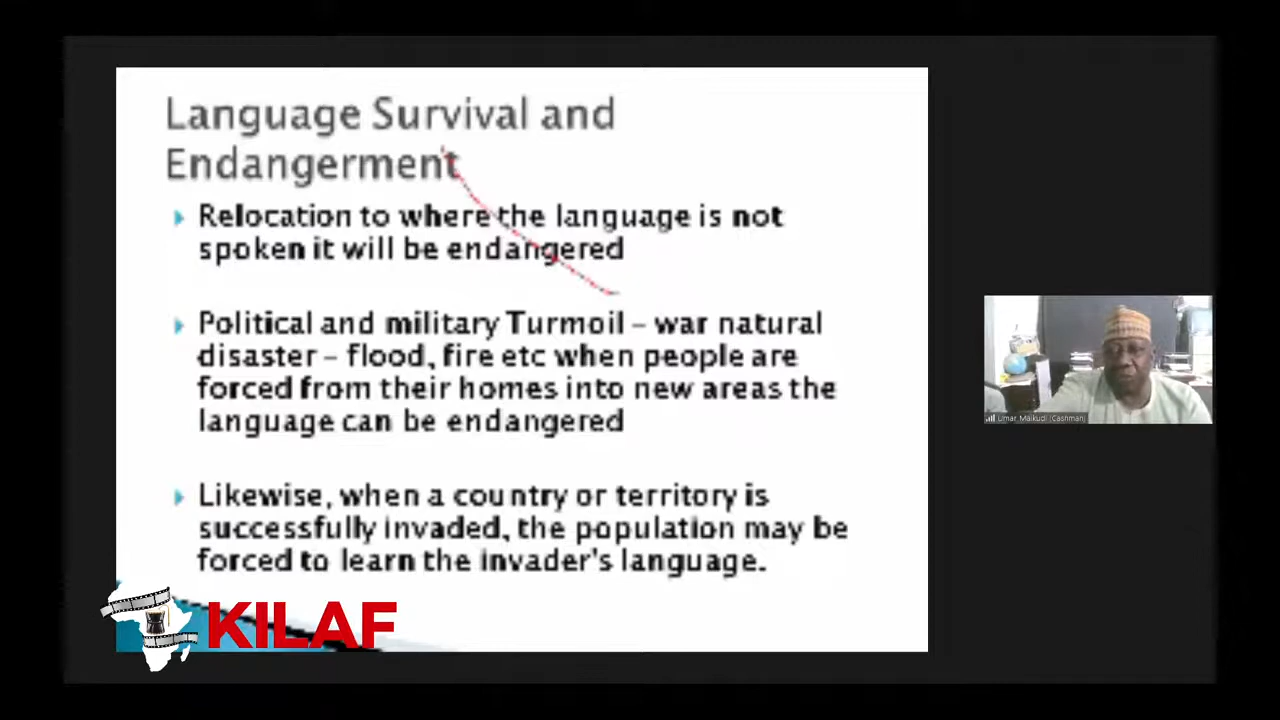 Language Survival and
Endangerment
Relocation to where the language is not
spoken it will be endangered
Political and military Turmoil – war natural
disaster – flood, fire etc when people are
forced from their homes into new areas the
language can be endangered
Likewise, when a country or territory is
successfully invaded, the population may be
forced to learn the invader's language.
KILAF
Umar Maikudi (Cashman)